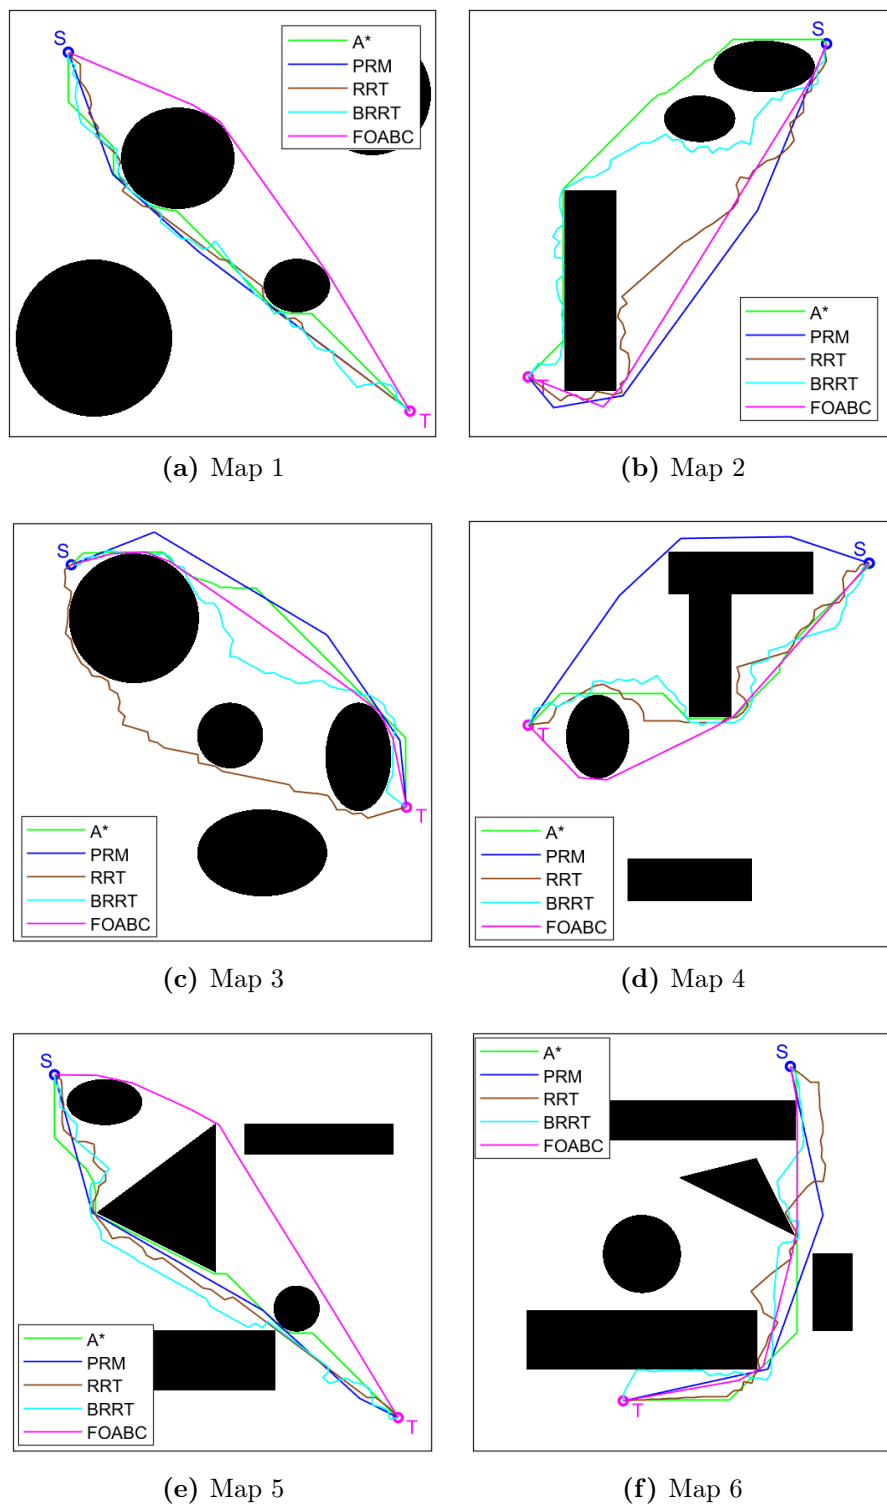 S
A*
PRM
RRT
BRRT
FOABC
T
(a) Map 1
S
A*
PRM
RRT
BRRT
FOABC
T
(b) Map 2
S
A*
PRM
RRT
BRRT
FOABC
T
(c) Map 3
S
T
A*
PRM
RRT
BRRT
FOABC
(d) Map 4
S
A*
PRM
RRT
BRRT
FOABC
T
(e) Map 5
S
A*
PRM
RRT
BRRT
FOABC
T
(f) Map 6